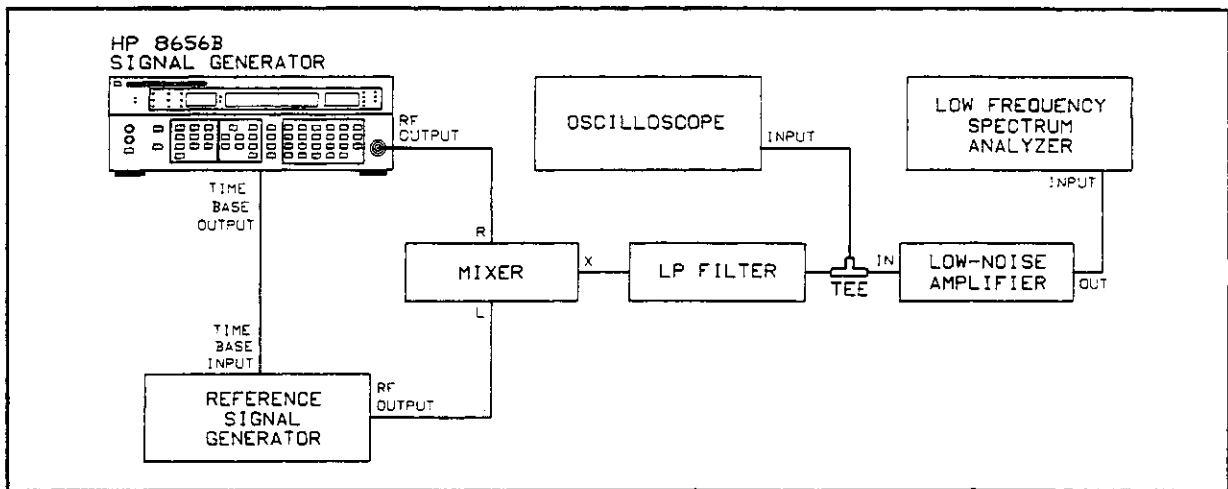 HP 8656B
SIGNAL GENERATOR
RF
OUTPUT
TIME
BASE
OUTPUT
OSCILLOSCOPE
INPUT
LOW FREQUENCY
SPECTRUM
ANALYZER
INPUT
R
MIXER
X
L
LP FILTER
TEE
IN
LOW-NOISE
AMPLIFIER
OUT
TIME
BASE
INPUT
REFERENCE
SIGNAL
GENERATOR
RF
OUTPUT